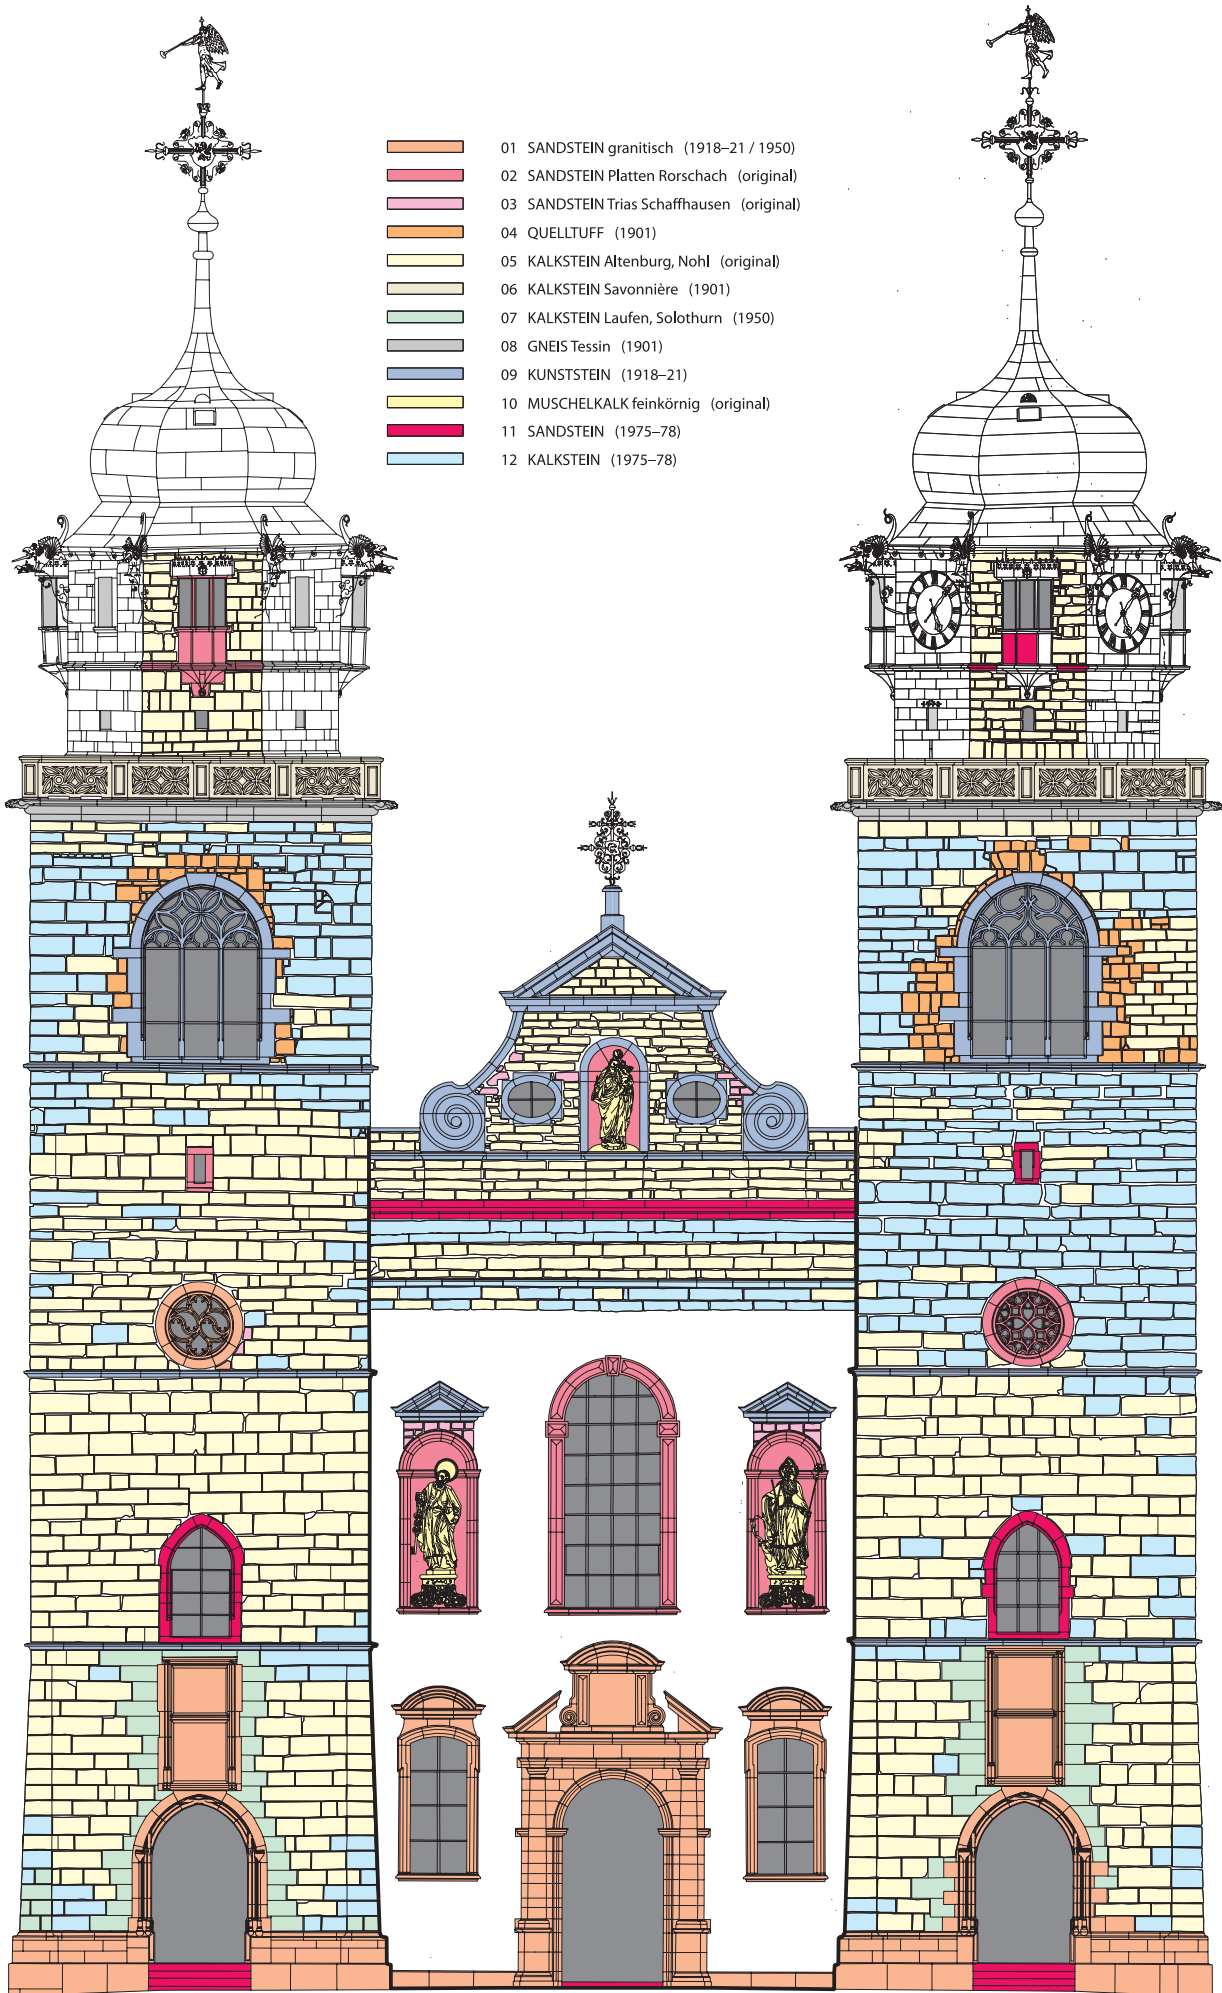 01 SANDSTEIN granitisch (1918–21 / 1950)
02 SANDSTEIN Platten Rorschach (original)
03 SANDSTEIN Trias Schaffhausen (original)
04 QUELLTUFF (1901)
05 KALKSTEIN Altenburg, Nohl (original)
06 KALKSTEIN Savonnière (1901)
07 KALKSTEIN Laufen, Solothurn (1950)
08 GNEIS Tessin (1901)
09 KUNSTSTEIN (1918–21)
10 MUSCHELKALK feinkörnig (original)
11 SANDSTEIN (1975–78)
12 KALKSTEIN (1975–78)